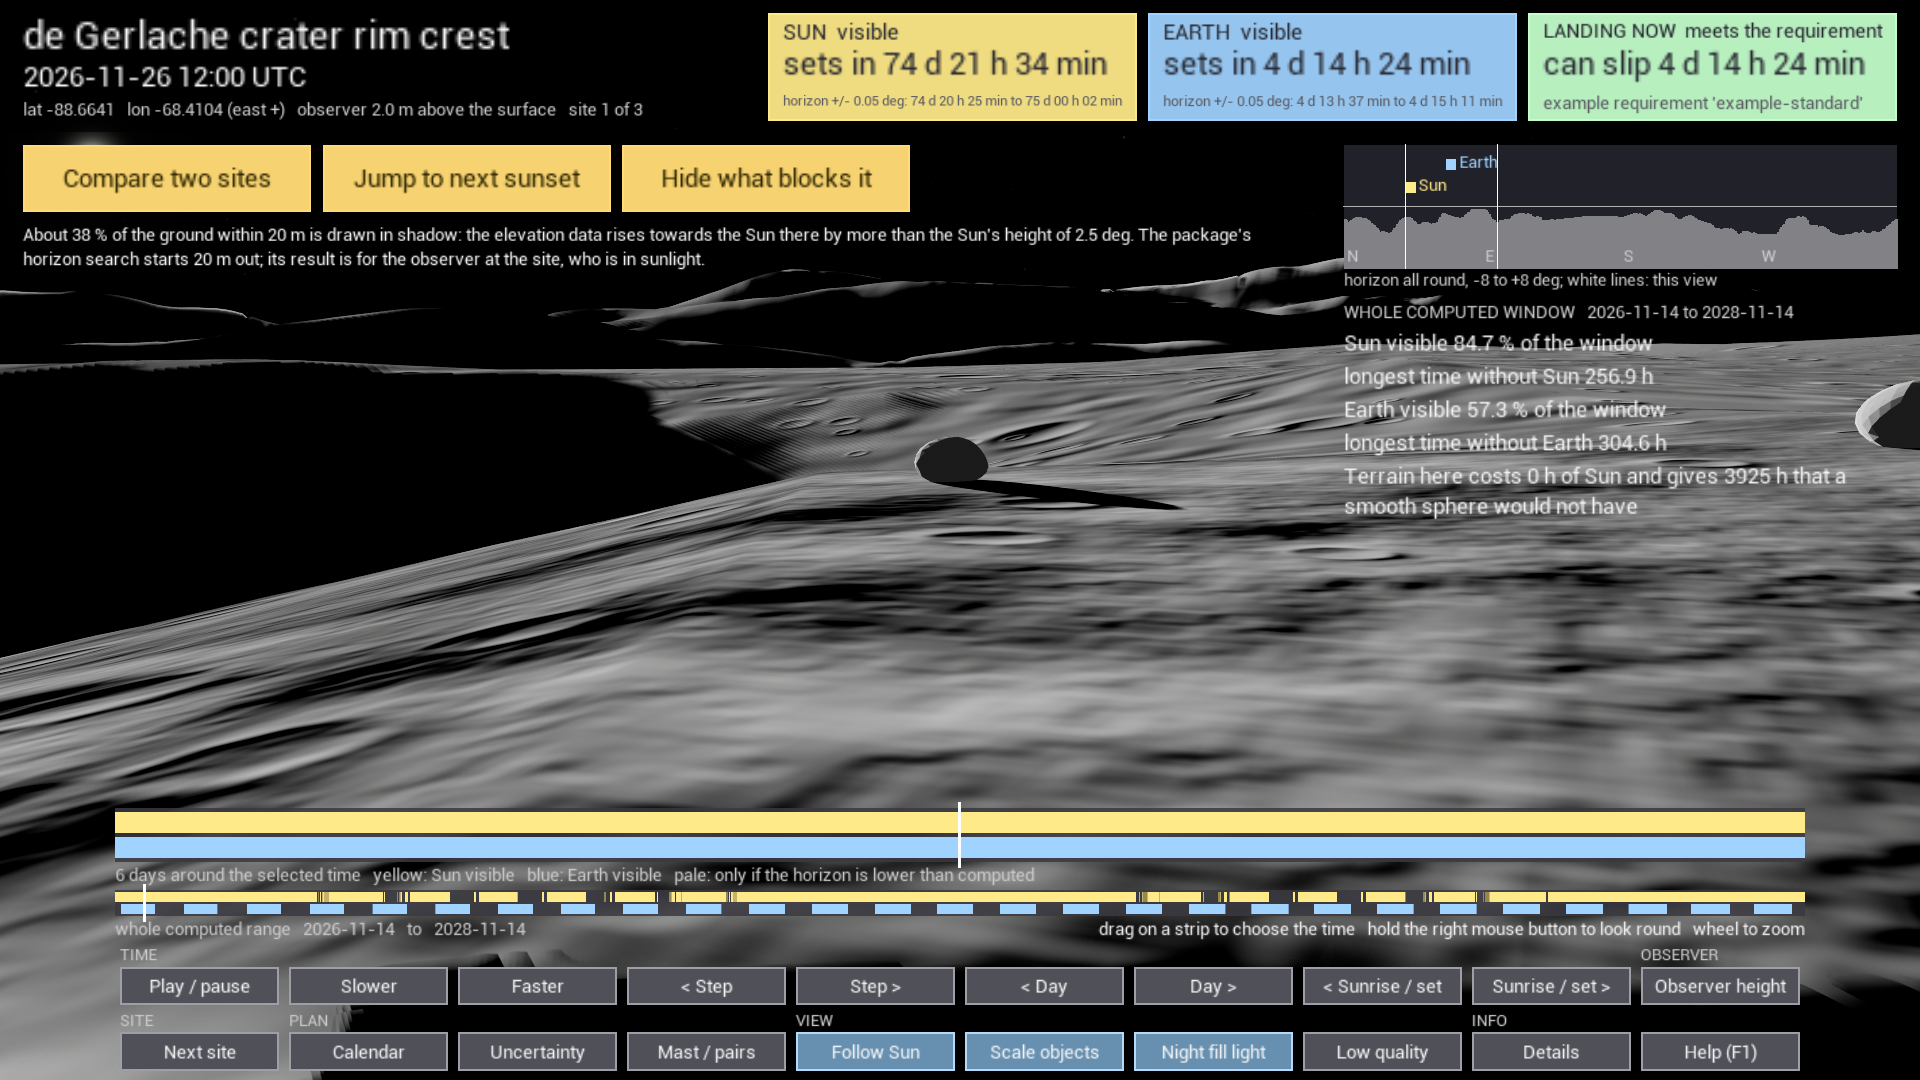 de Gerlache crater rim crest
2026-11-26 12:00 UTC
lat -88.6641 lon -68.4104 (east +) observer 2.0 m above the surface site 1 of 3
SUN visible
sets in 74 d 21 h 34 min
horizon +/- 0.05 deg: 74 d 20 h 25 min to 75 d 00 h 02 min
EARTH visible
sets in 4 d 14 h 24 min
horizon +/- 0.05 deg: 4 d 13 h 37 min to 4 d 15 h 11 min
LANDING NOW meets the requirement
can slip 4 d 14 h 24 min
example requirement 'example-standard'
Compare two sites
Jump to next sunset
Hide what blocks it
About 38 % of the ground within 20 m is drawn in shadow: the elevation data rises towards the Sun there by more than the Sun's height of 2.5 deg. The package's
horizon search starts 20 m out; its result is for the observer at the site, who is in sunlight.
Earth
Sun
N E S W
horizon all round, -8 to +8 deg; white lines: this view
WHOLE COMPUTED WINDOW 2026-11-14 to 2028-11-14
Sun visible 84.7 % of the window
longest time without Sun 256.9 h
Earth visible 57.3 % of the window
longest time without Earth 304.6 h
Terrain here costs 0 h of Sun and gives 3925 h that a
smooth sphere would not have
6 days around the selected time yellow: Sun visible blue: Earth visible pale: only if the horizon is lower than computed
whole computed range 2026-11-14 to 2028-11-14
drag on a strip to choose the time hold the right mouse button to look round wheel to zoom
TIME
OBSERVER
Play / pause
Slower
Faster
< Step
Step >
< Day
Day >
< Sunrise / set
Sunrise / set >
Observer height
SITE
PLAN
VIEW
INFO
Next site
Calendar
Uncertainty
Mast / pairs
Follow Sun
Scale objects
Night fill light
Low quality
Details
Help (F1)